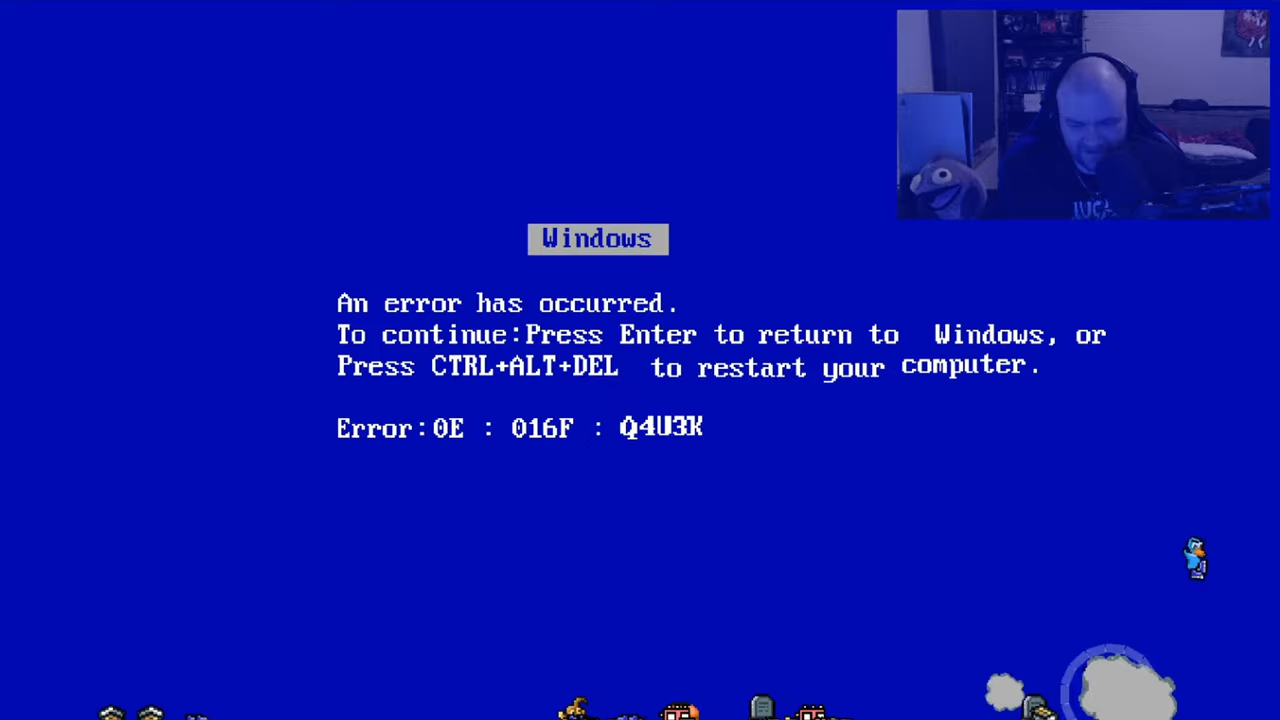 Windows
An error has occurred.
To continue:Press Enter to return to Windows, or
Press CTRL+ALT+DEL to restart your computer.
Error:0E : 016F : Q4U3K